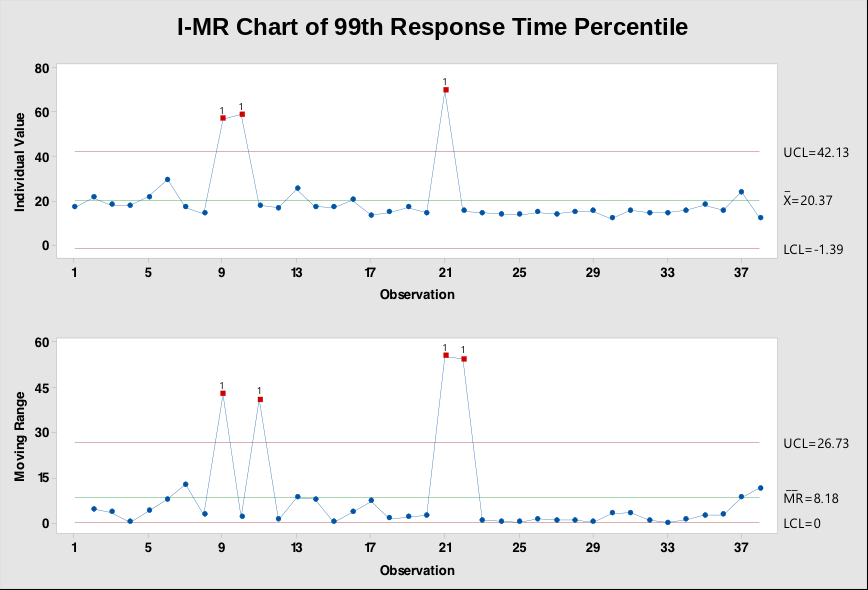 I-MR Chart of 99th Response Time Percentile
80
60
40
20
0
Individual Value
1 1 1
UCL=42.13
X̄=20.37
LCL=-1.39
1 5 9 13 17 21 25 29 33 37
Observation
60
45
30
15
0
Moving Range
1 1 1 1
UCL=26.73
M̅R̅=8.18
LCL=0
1 5 9 13 17 21 25 29 33 37
Observation